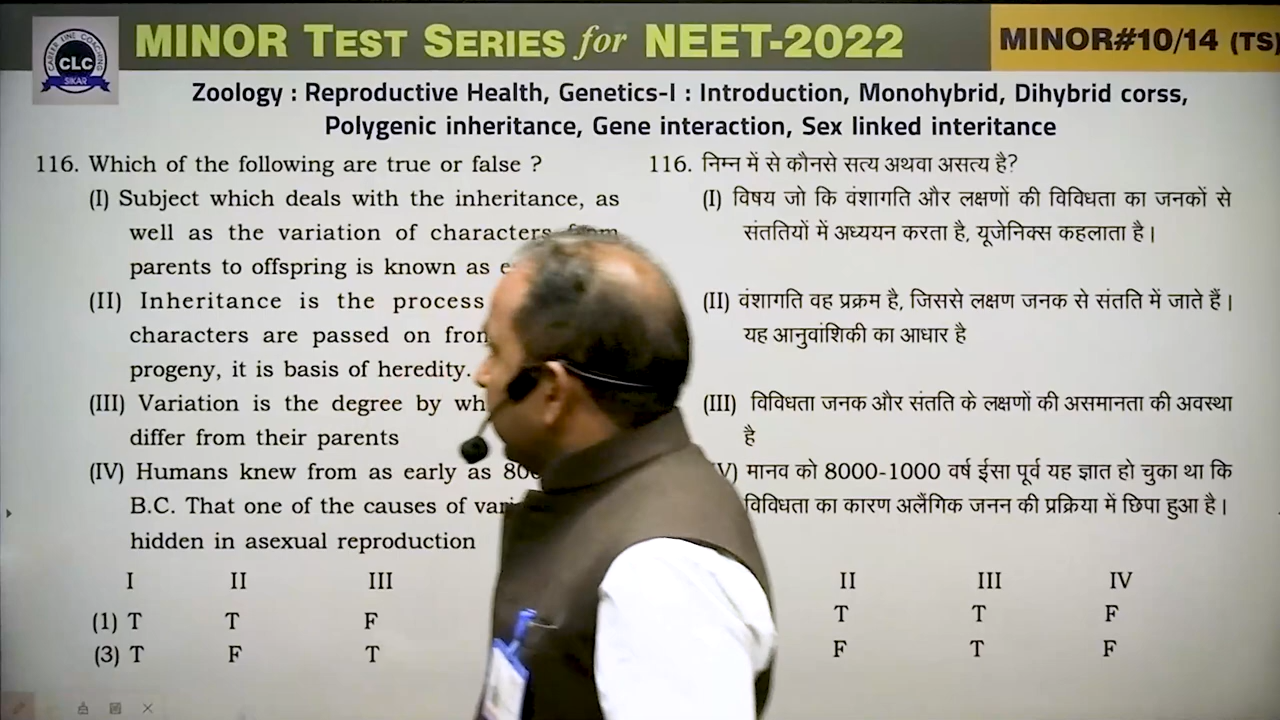 CAREER LINE COACHING
CLC
SIKAR
MINOR TEST SERIES for NEET-2022
MINOR#10/14 (TS)
Zoology : Reproductive Health, Genetics-I : Introduction, Monohybrid, Dihybrid corss,
Polygenic inheritance, Gene interaction, Sex linked interitance
116. Which of the following are true or false ?
(I) Subject which deals with the inheritance, as
well as the variation of characters from
parents to offspring is known as
(II) Inheritance is the process
characters are passed on
progeny, it is basis of heredity.
(III) Variation is the degree by
differ from their parents
(IV) Humans knew from as early as
B.C. That one of the causes of
hidden in asexual reproduction
I II III
(1) T T F
(3) T F T
116. निम्न में से कौनसे सत्य अथवा असत्य है?
(I) विषय जो कि वंशागति और लक्षणों की विविधता का जनकों से
संततियों में अध्ययन करता है, यूजेनिक्स कहलाता है।
(II) वंशागति वह प्रक्रम है, जिससे लक्षण जनक से संतति में जाते हैं।
यह आनुवांशिकी का आधार है
(III) विविधता जनक और संतति के लक्षणों की असमानता की अवस्था
है
मानव को 8000-1000 वर्ष ईसा पूर्व यह ज्ञात हो चुका था कि
विविधता का कारण अलैंगिक जनन की प्रक्रिया में छिपा हुआ है।
II III IV
T T F
F T F